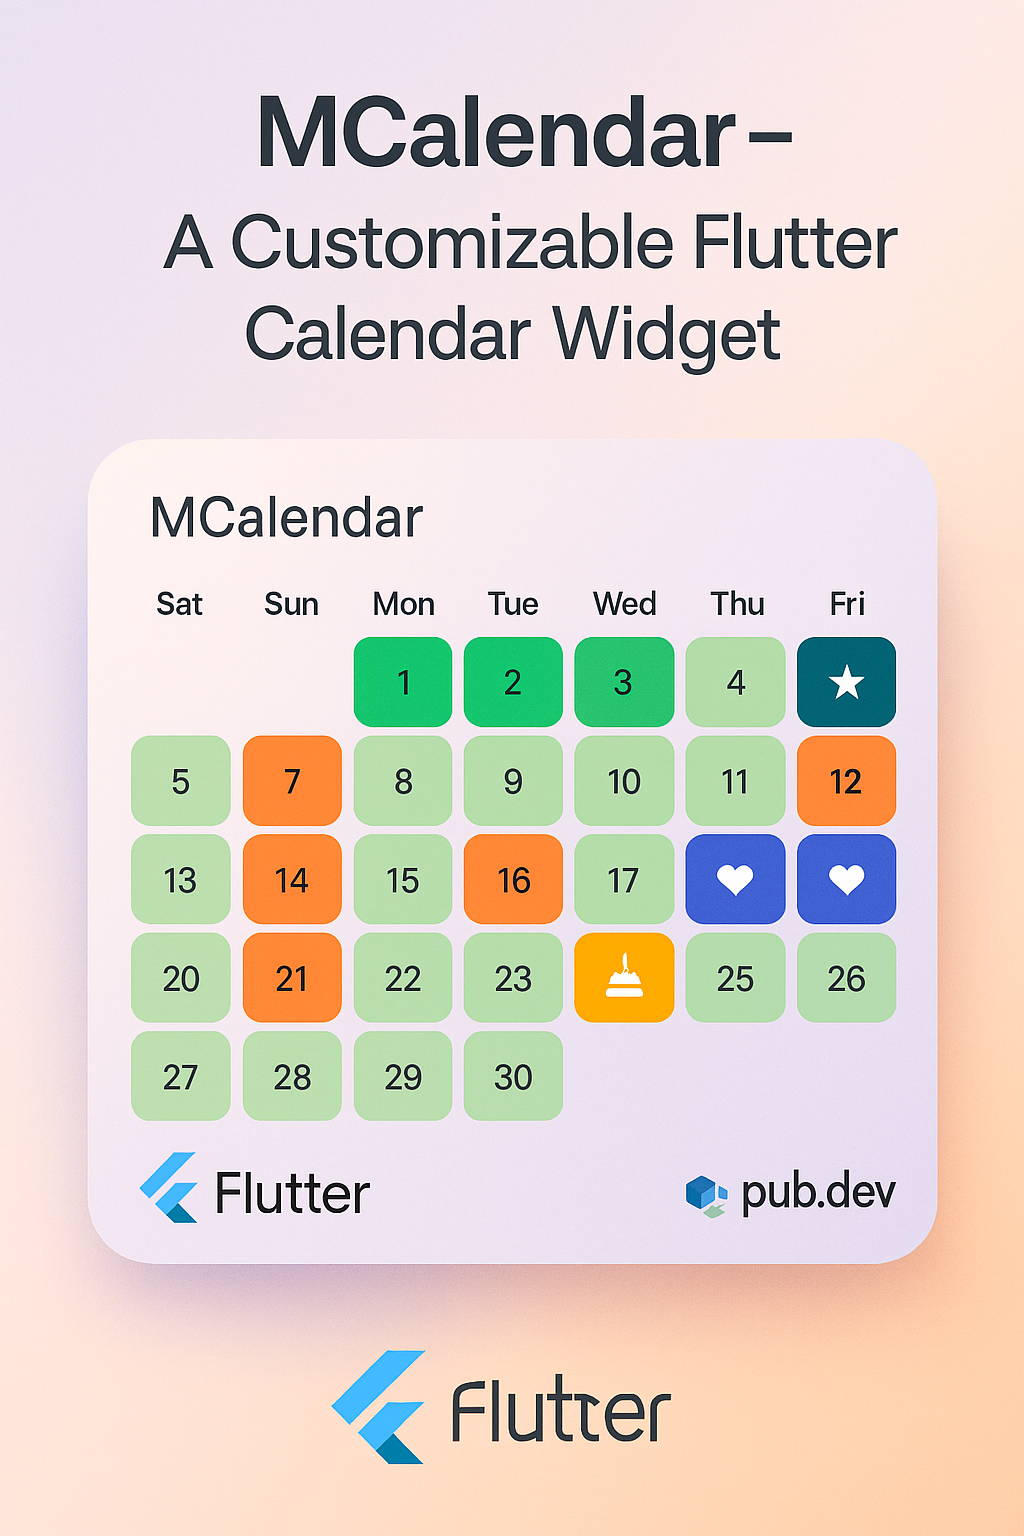 MCalendar –
A Customizable Flutter
Calendar Widget
MCalendar
Sat Sun Mon Tue Wed Thu Fri
1 2 3 4
5 7 8 9 10 11 12
13 14 15 16 17
20 21 22 23 25 26
27 28 29 30
Flutter pub.dev
Flutter